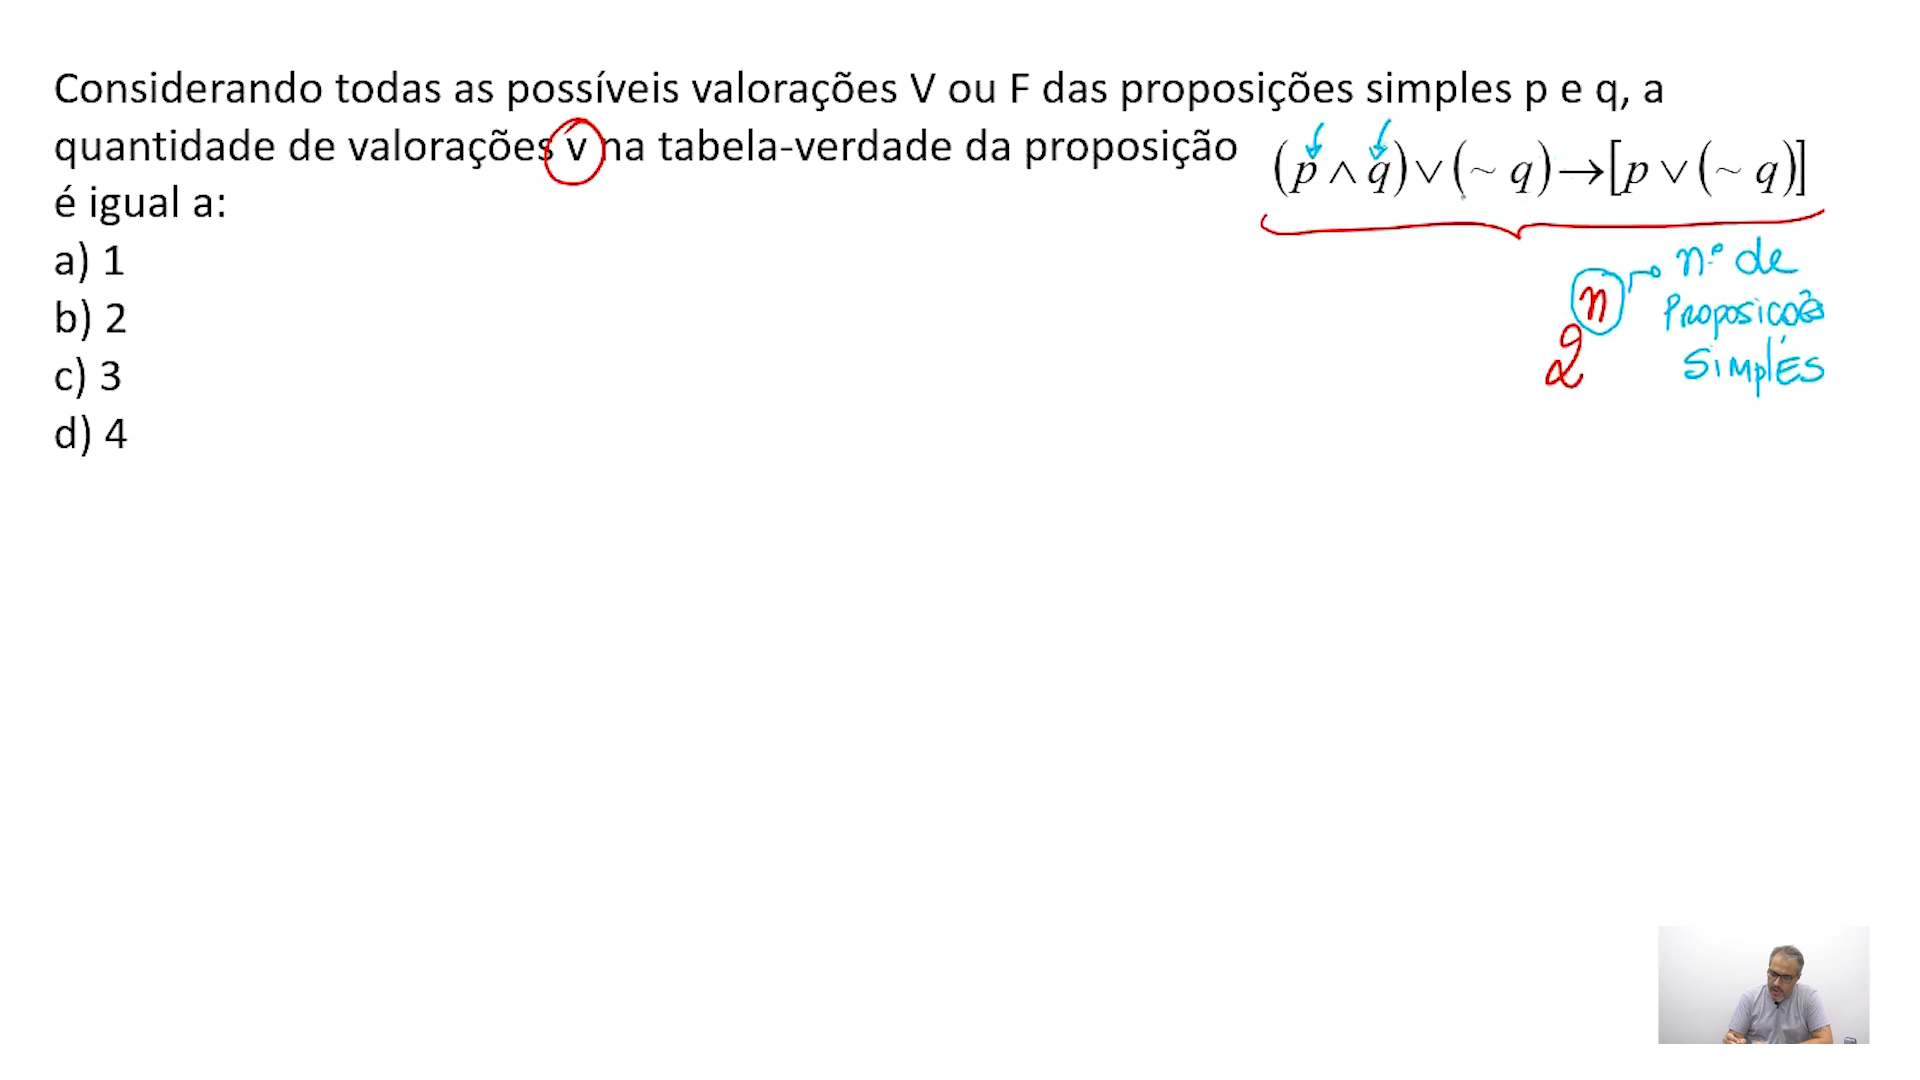 Considerando todas as possíveis valorações V ou F das proposições simples p e q, a
quantidade de valorações v na tabela-verdade da proposição (p ∧ q) ∨ (~ q) → [p ∨ (~ q)]
é igual a:
a) 1
b) 2
c) 3
d) 4
n.º de
n
Proposições
2
Simples